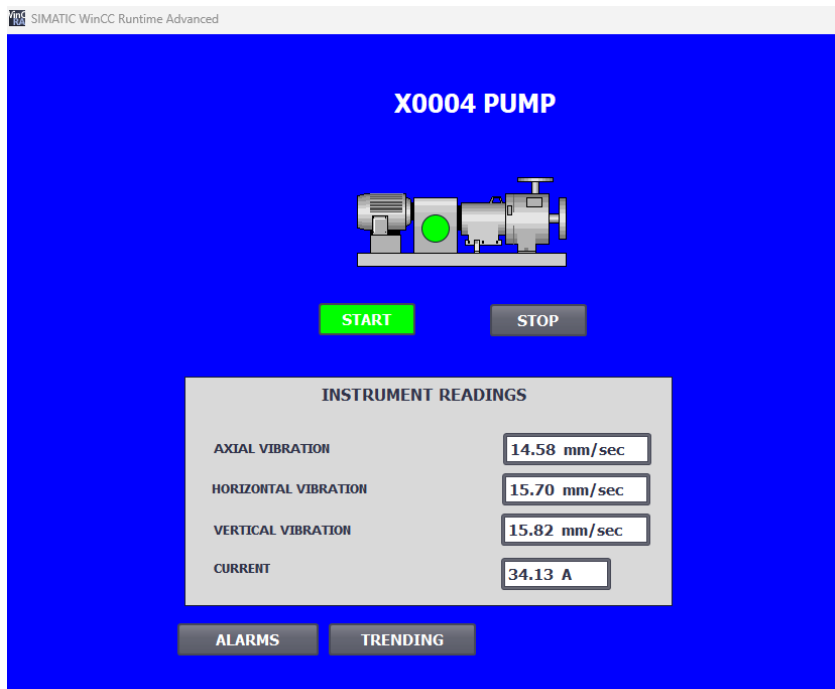 SIMATIC WinCC Runtime Advanced
X0004 PUMP
START
STOP
INSTRUMENT READINGS
AXIAL VIBRATION 14.58 mm/sec
HORIZONTAL VIBRATION 15.70 mm/sec
VERTICAL VIBRATION 15.82 mm/sec
CURRENT 34.13 A
ALARMS
TRENDING